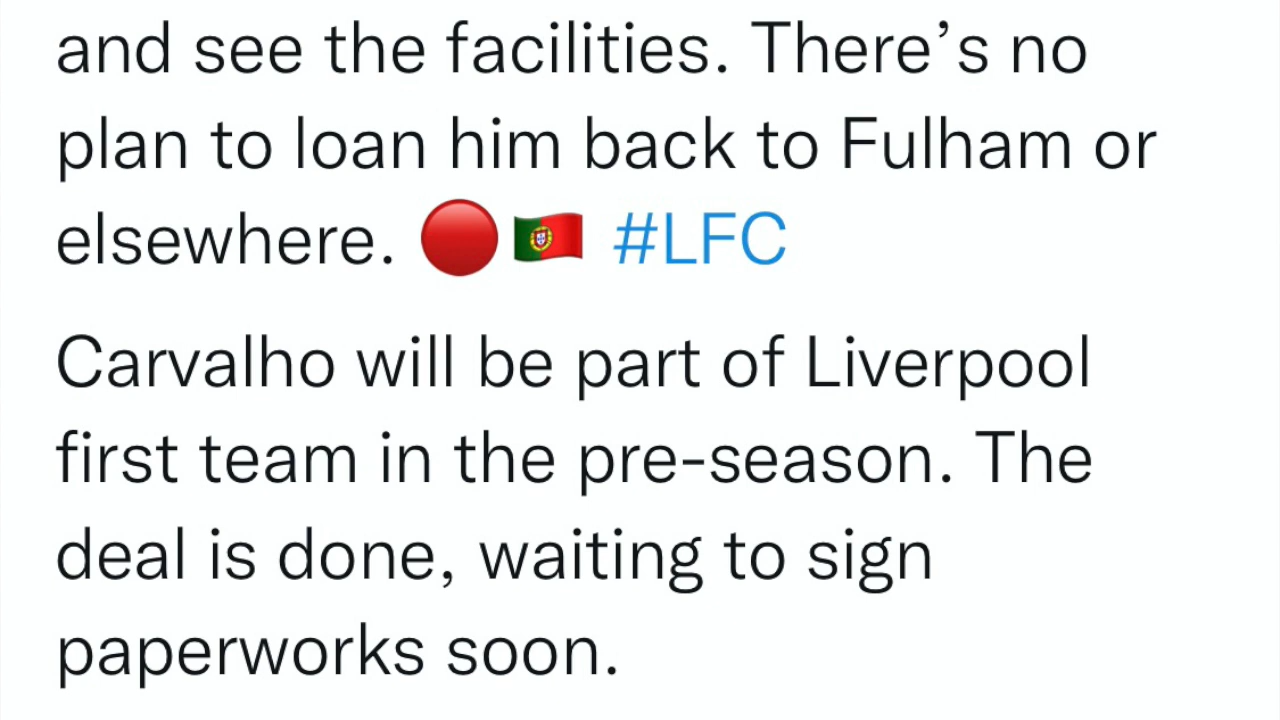 and see the facilities. There’s no
plan to loan him back to Fulham or
elsewhere. 🔴🇵🇹 #LFC
Carvalho will be part of Liverpool
first team in the pre-season. The
deal is done, waiting to sign
paperworks soon.